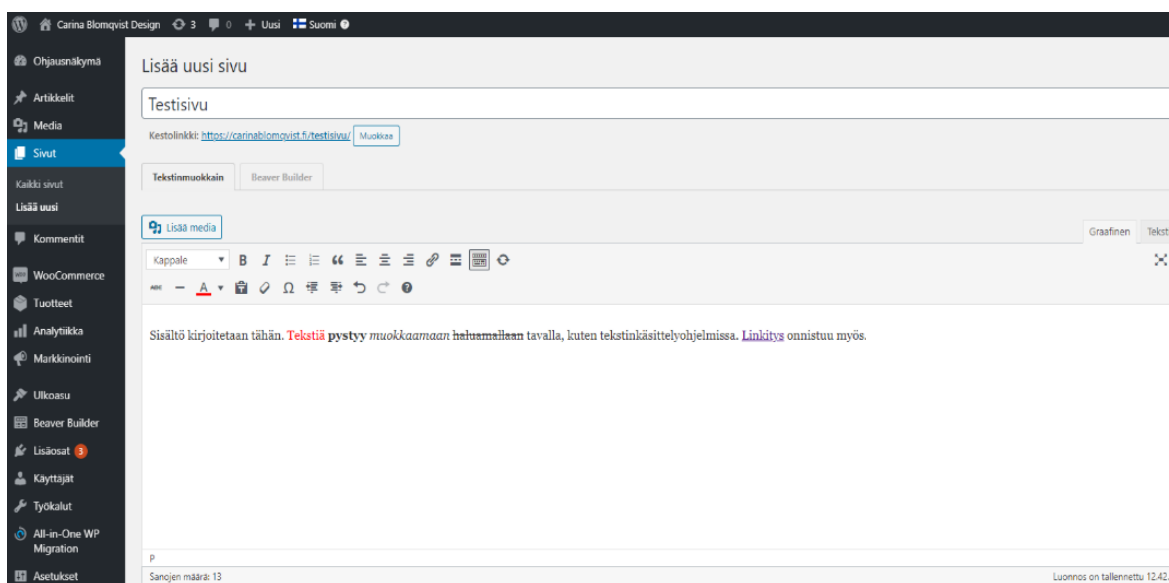 Carina Blomqvist Design 3 0 + Uusi Suomi
Ohjausnäkymä
Artikkelit
Media
Sivut
Kaikki sivut
Lisää uusi
Kommentit
WooCommerce
Tuotteet
Analytiikka
Markkinointi
Ulkoasu
Beaver Builder
Lisäosat 3
Käyttäjät
Työkalut
All-in-One WP
Migration
Asetukset
Lisää uusi sivu
Testisivu
Kestolinkki: https://carinablomqvist.fi/testisivu/ Muokkaa
Tekstinmuokkain Beaver Builder
Lisää media
Graafinen Tekst
Kappale B I
ABC A Ω
Sisältö kirjoitetaan tähän. Tekstiä pystyy muokkaamaan haluamallaan tavalla, kuten tekstinkäsittelyohjelmissa. Linkitys onnistuu myös.
p
Sanojen määrä: 13 Luonnos on tallennettu 12.42.